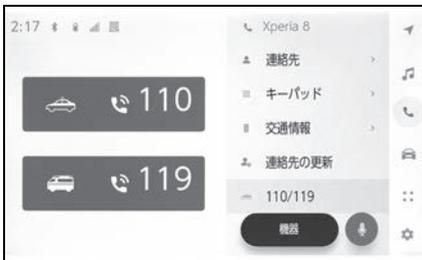 2:17
110
119
Xperia 8
連絡先
キーパッド
交通情報
連絡先の更新
110/119
機器